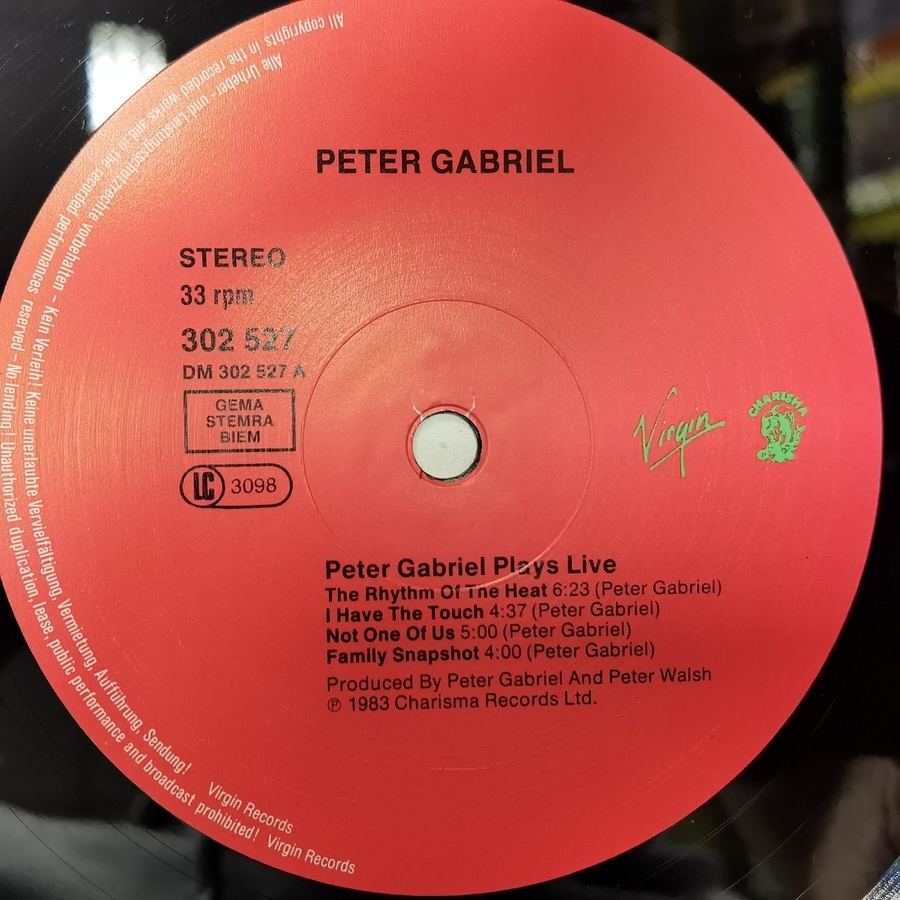 PETER GABRIEL
STEREO
33 rpm
302 527
DM 302 527 A
GEMA
STEMRA
BIEM
LC 3098
Virgin
CHARISMA
Peter Gabriel Plays Live
The Rhythm Of The Heat 6:23 (Peter Gabriel)
I Have The Touch 4:37 (Peter Gabriel)
Not One Of Us 5:00 (Peter Gabriel)
Family Snapshot 4:00 (Peter Gabriel)
Produced By Peter Gabriel And Peter Walsh
℗ 1983 Charisma Records Ltd.
Alle Urheber - und Leistungsschutzrechte vorbehalten – Kein Verleih! Keine unerlaubte Vervielfältigung, Vermietung, Aufführung, Sendung! Virgin Records
All copyrights in the recorded works and in the recorded performances reserved – No lending! Unauthorized duplication, lease, public performance and broadcast prohibited! Virgin Records